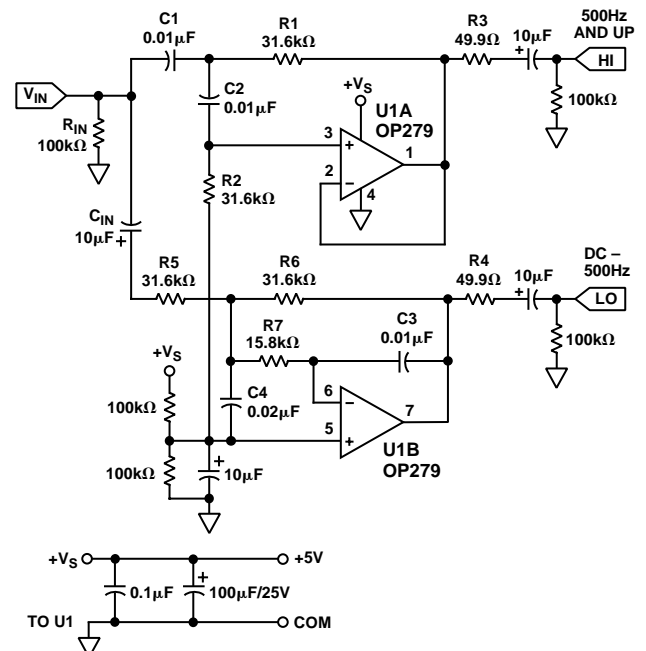 C1
0.01µF
R1
31.6kΩ
R3
49.9Ω
10µF
+
500Hz
AND UP
HI
100kΩ
VIN
RIN
100kΩ
C2
0.01µF
+VS
U1A
OP279
3
+
1
2
−
4
R2
31.6kΩ
CIN
10µF
+
R5
31.6kΩ
R6
31.6kΩ
R4
49.9Ω
10µF
+
DC –
500Hz
LO
100kΩ
R7
15.8kΩ
C3
0.01µF
+VS
100kΩ
C4
0.02µF
6
−
7
5
+
U1B
OP279
100kΩ
+
10µF
+VS
+5V
0.1µF
+
100µF/25V
TO U1
COM